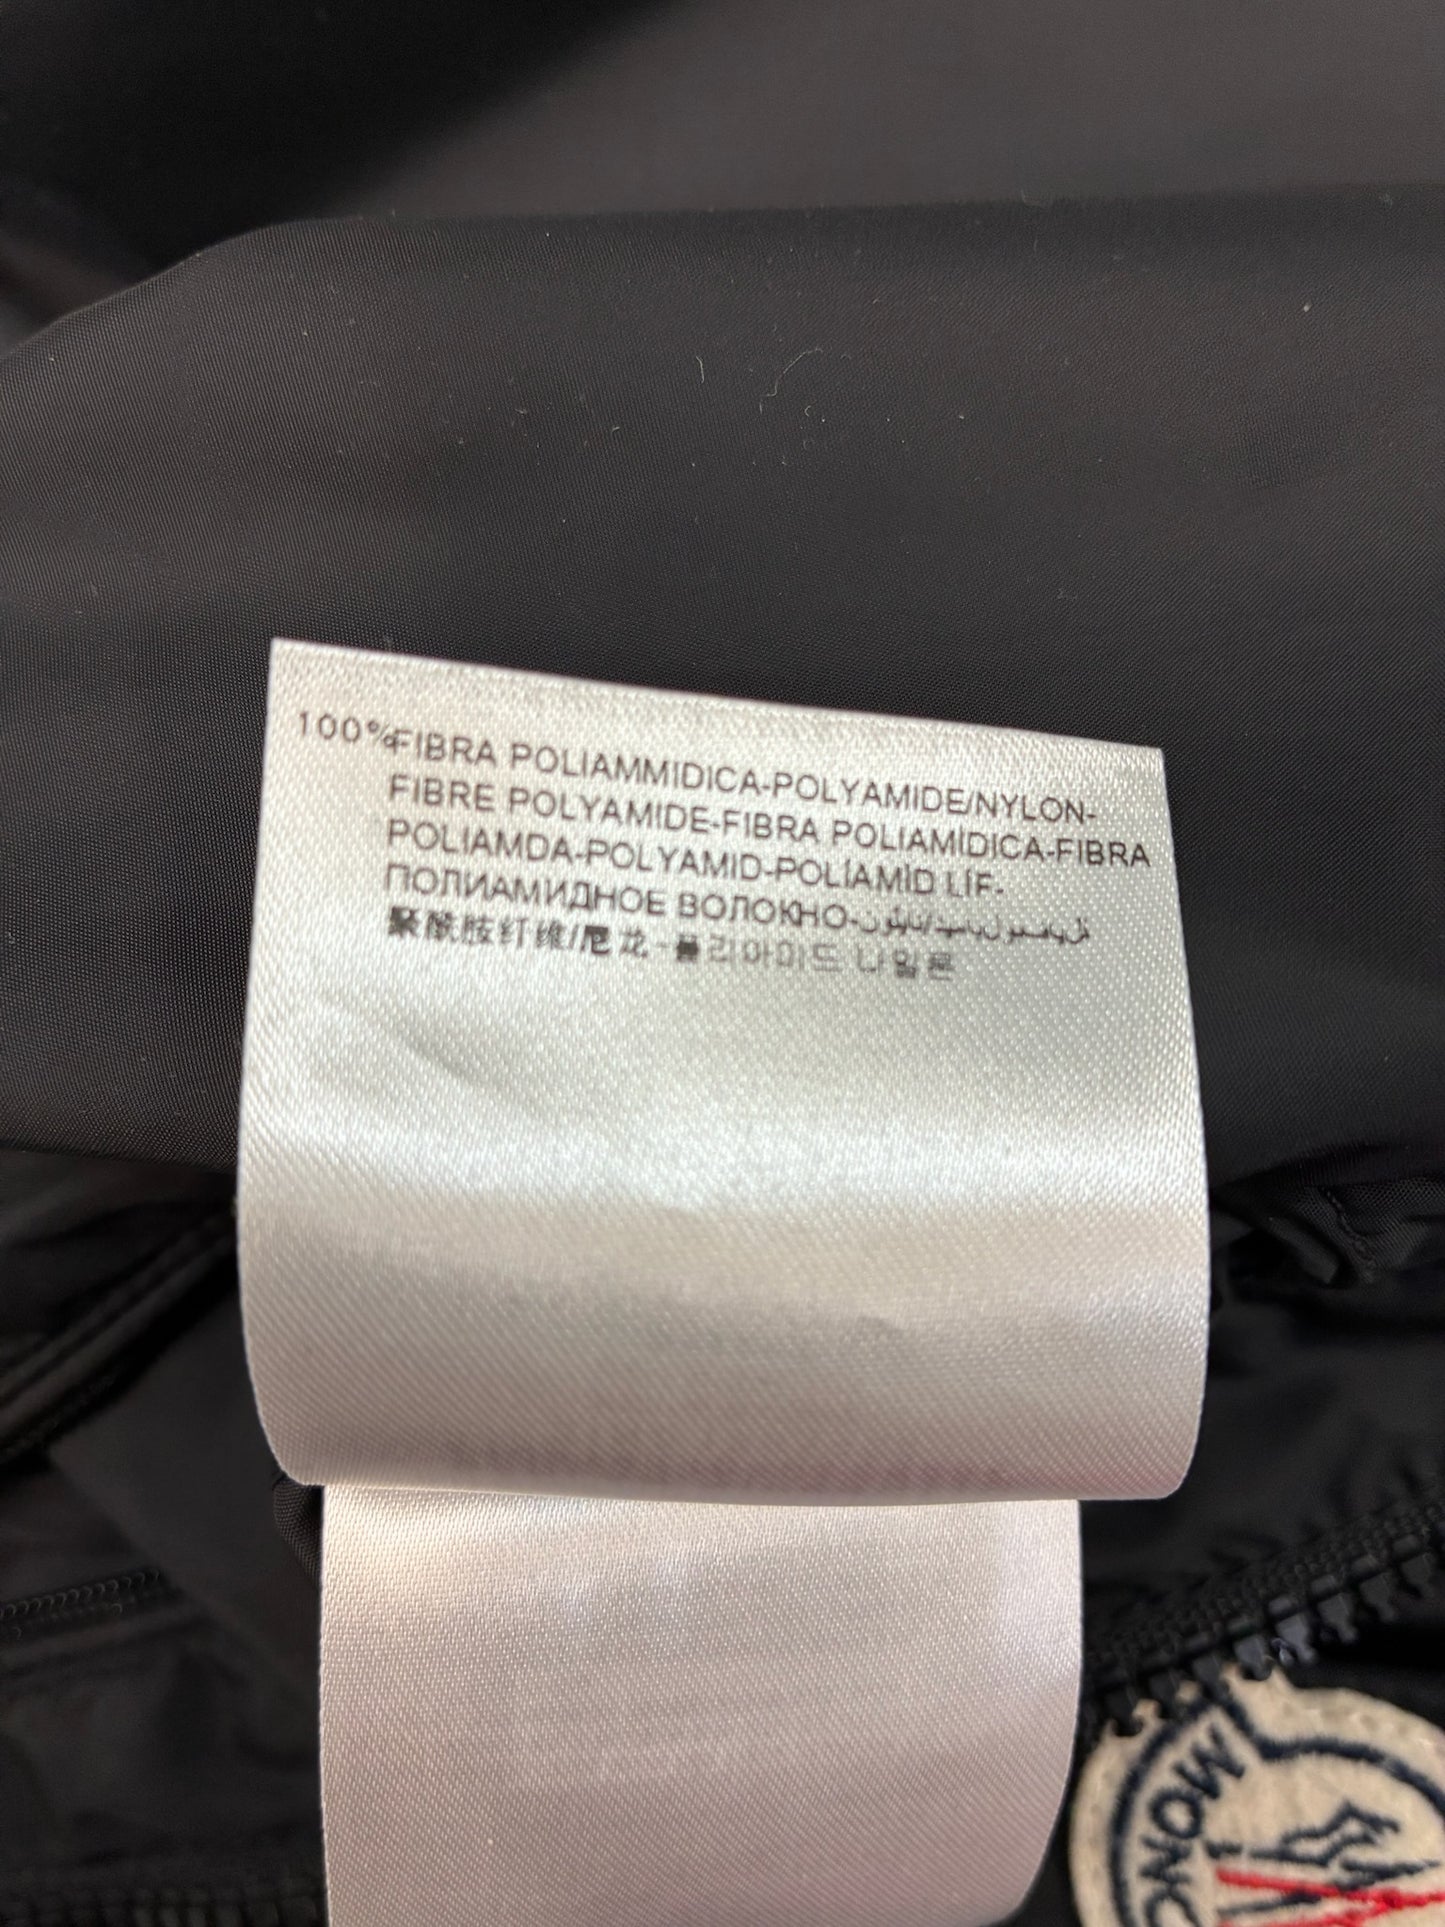 100%FIBRA POLIAMMIDICA-POLYAMIDE/NYLON-
FIBRE POLYAMIDE-FIBRA POLIAMÍDICA-FIBRA
POLIAMDA-POLYAMID-POLİAMİD LİF-
ПОЛИАМИДНОЕ ВОЛОКНО-
聚酰胺纤维/尼龙-폴리아미드 나일론
MONC